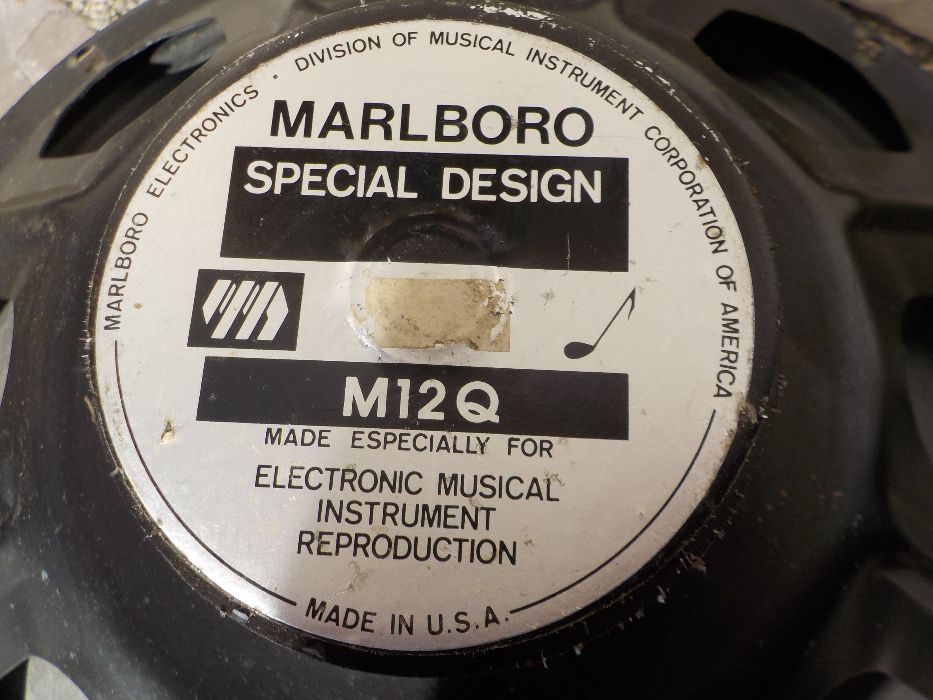 MARLBORO ELECTRONICS · DIVISION OF MUSICAL INSTRUMENT CORPORATION OF AMERICA
MARLBORO
SPECIAL DESIGN
M12Q
MADE ESPECIALLY FOR
ELECTRONIC MUSICAL
INSTRUMENT
REPRODUCTION
MADE IN U.S.A.